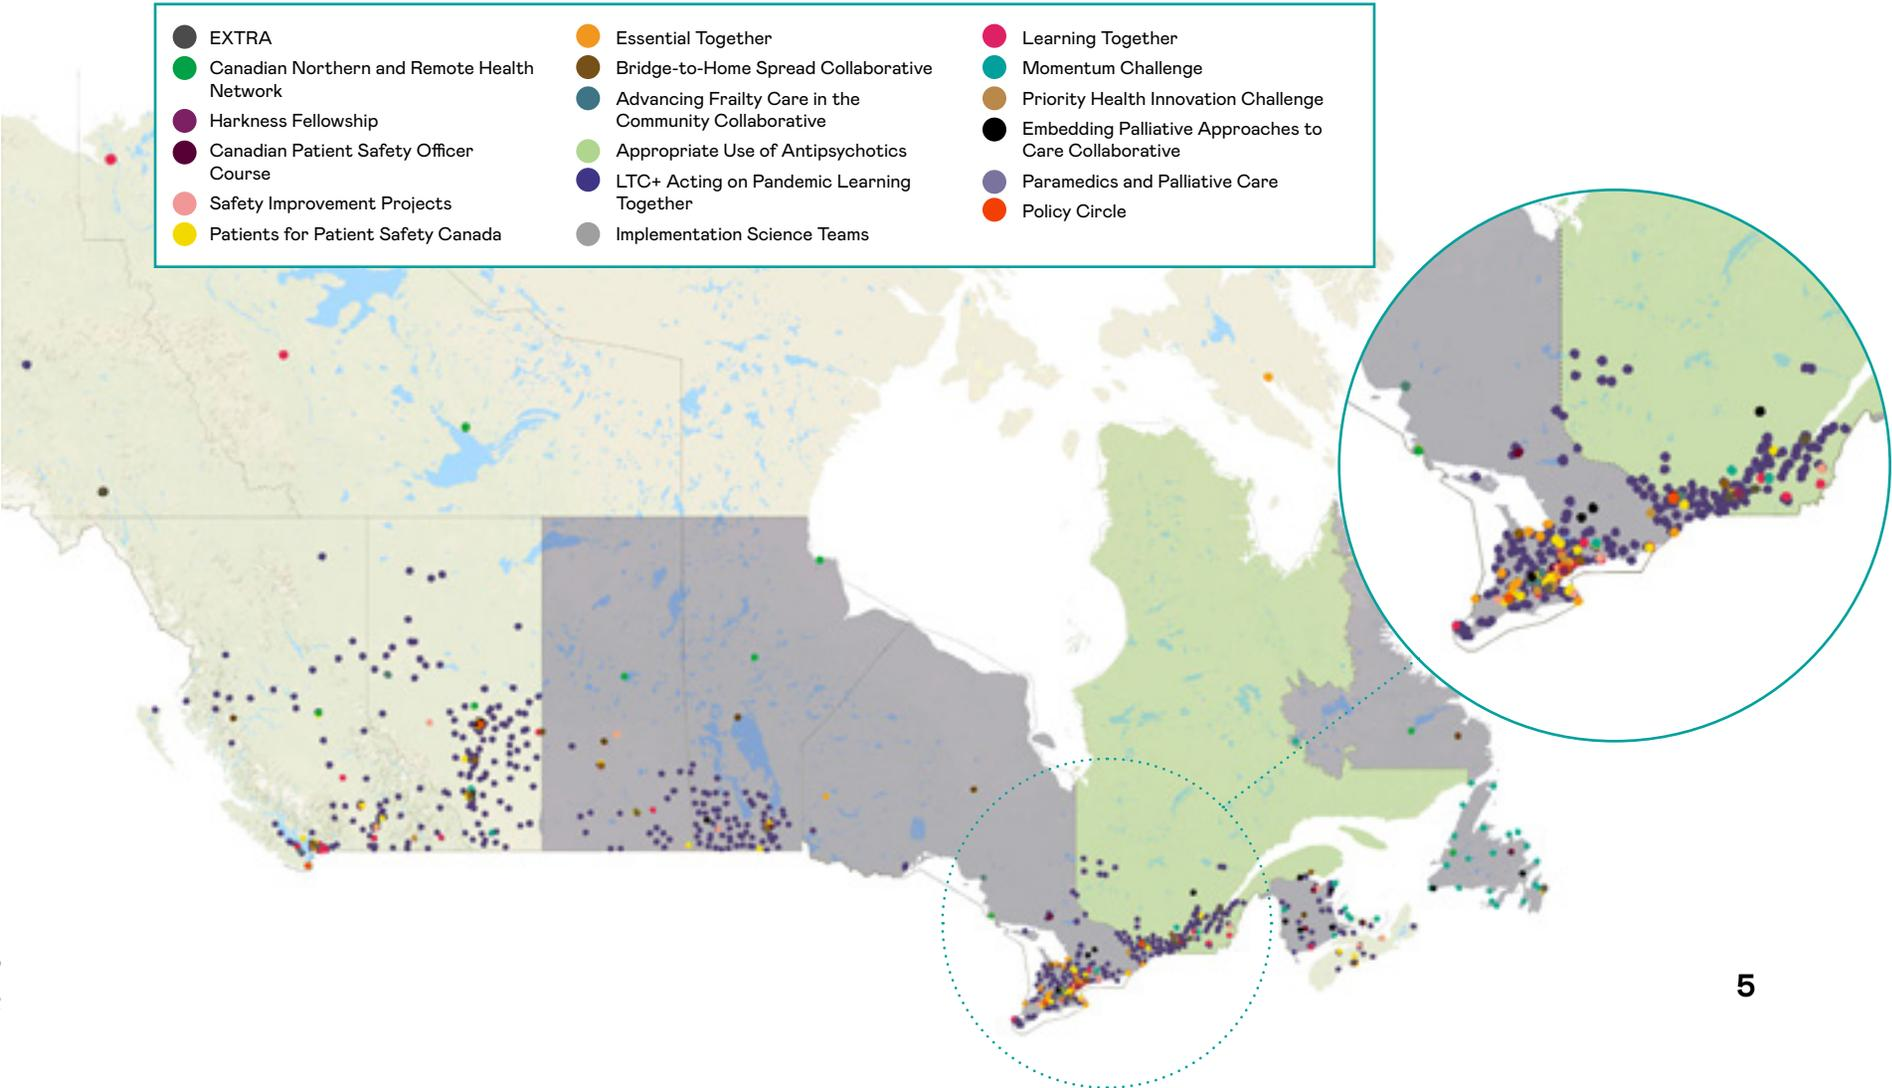 EXTRA
Canadian Northern and Remote Health
Network
Harkness Fellowship
Canadian Patient Safety Officer
Course
Safety Improvement Projects
Patients for Patient Safety Canada
Essential Together
Bridge-to-Home Spread Collaborative
Advancing Frailty Care in the
Community Collaborative
Appropriate Use of Antipsychotics
LTC+ Acting on Pandemic Learning
Together
Implementation Science Teams
Learning Together
Momentum Challenge
Priority Health Innovation Challenge
Embedding Palliative Approaches to
Care Collaborative
Paramedics and Palliative Care
Policy Circle
5